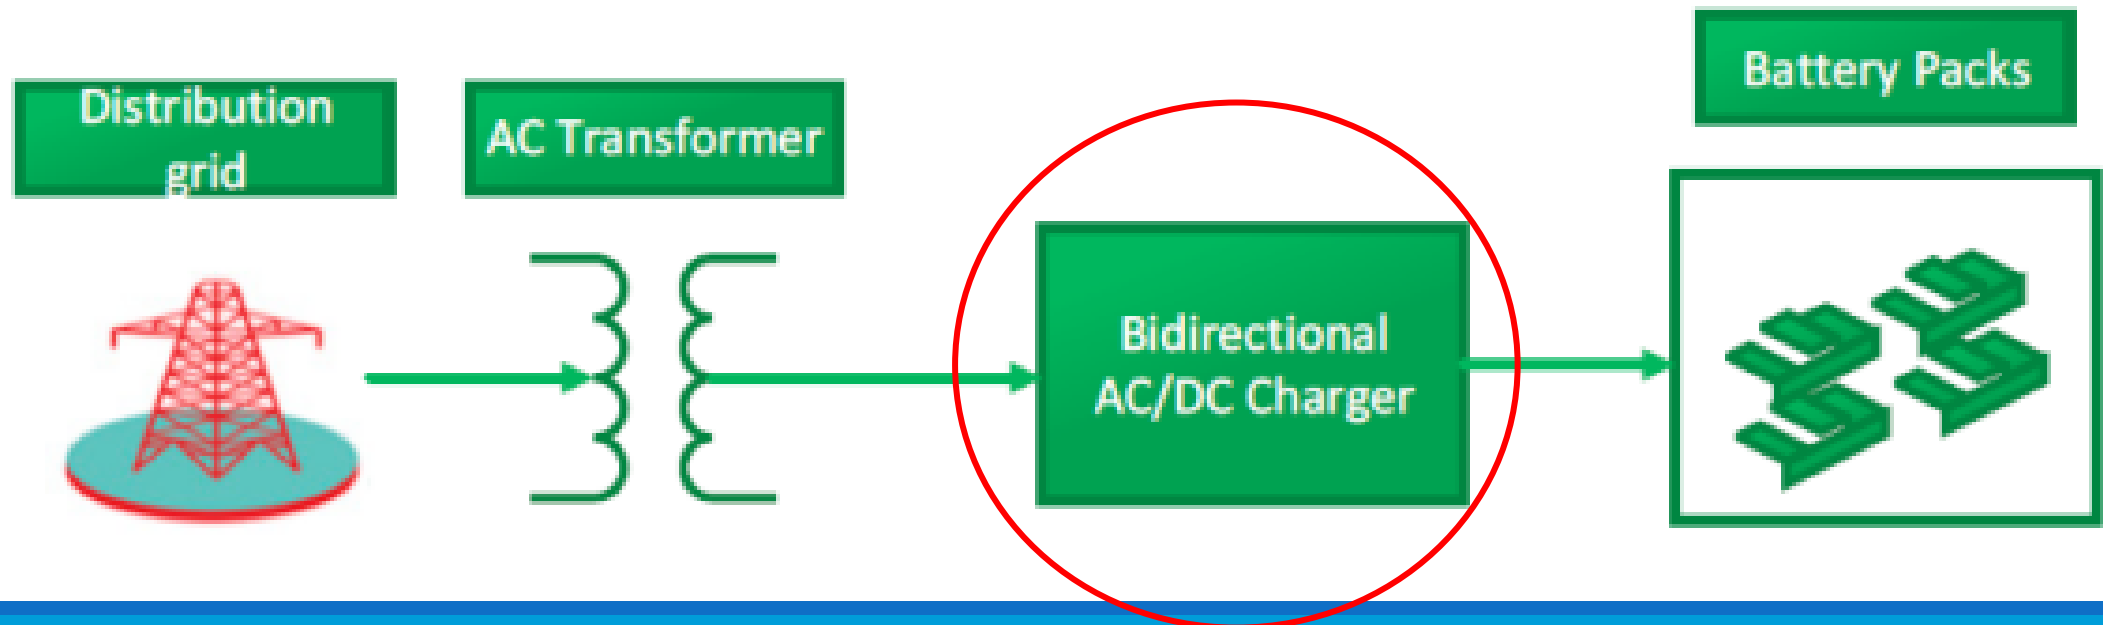 Distribution
grid
AC Transformer
Bidirectional
AC/DC Charger
Battery Packs